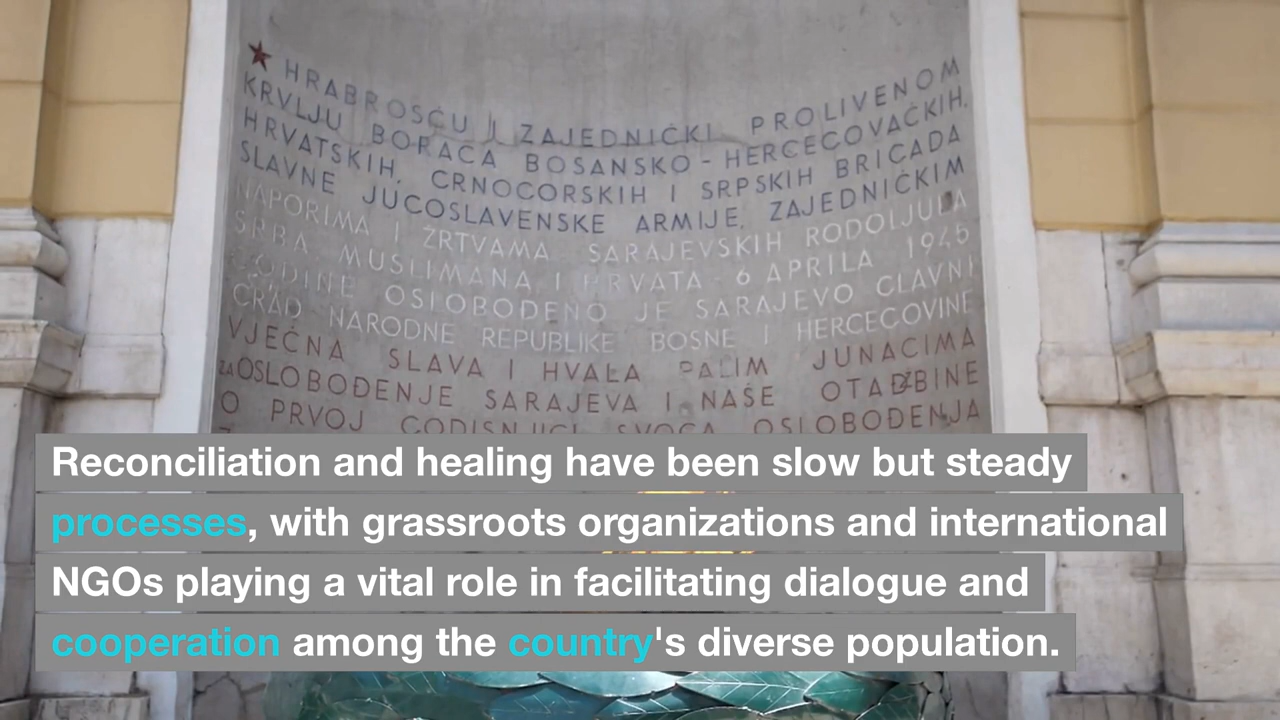 HRABROŠĆU I ZAJEDNIČKI PROLIVENOM
KRVLJU BORACA BOSANSKO-HERCEGOVAČKIH,
HRVATSKIH, CRNOGORSKIH I SRPSKIH BRIGADA
SLAVNE JUGOSLAVENSKE ARMIJE, ZAJEDNIČKIM
NAPORIMA I ŽRTVAMA SARAJEVSKIH RODOLJUBA
SRBA MUSLIMANA I HRVATA 6 APRILA 1945
GODINE OSLOBOĐENO JE SARAJEVO GLAVNI
GRAD NARODNE REPUBLIKE BOSNE I HERCEGOVINE
VJEČNA SLAVA I HVALA PALIM JUNACIMA
ZA OSLOBOĐENJE SARAJEVA I NAŠE OTADŽBINE
O PRVOJ GODIŠNJICI SVOGA OSLOBOĐENJA
Reconciliation and healing have been slow but steady
processes, with grassroots organizations and international
NGOs playing a vital role in facilitating dialogue and
cooperation among the country's diverse population.